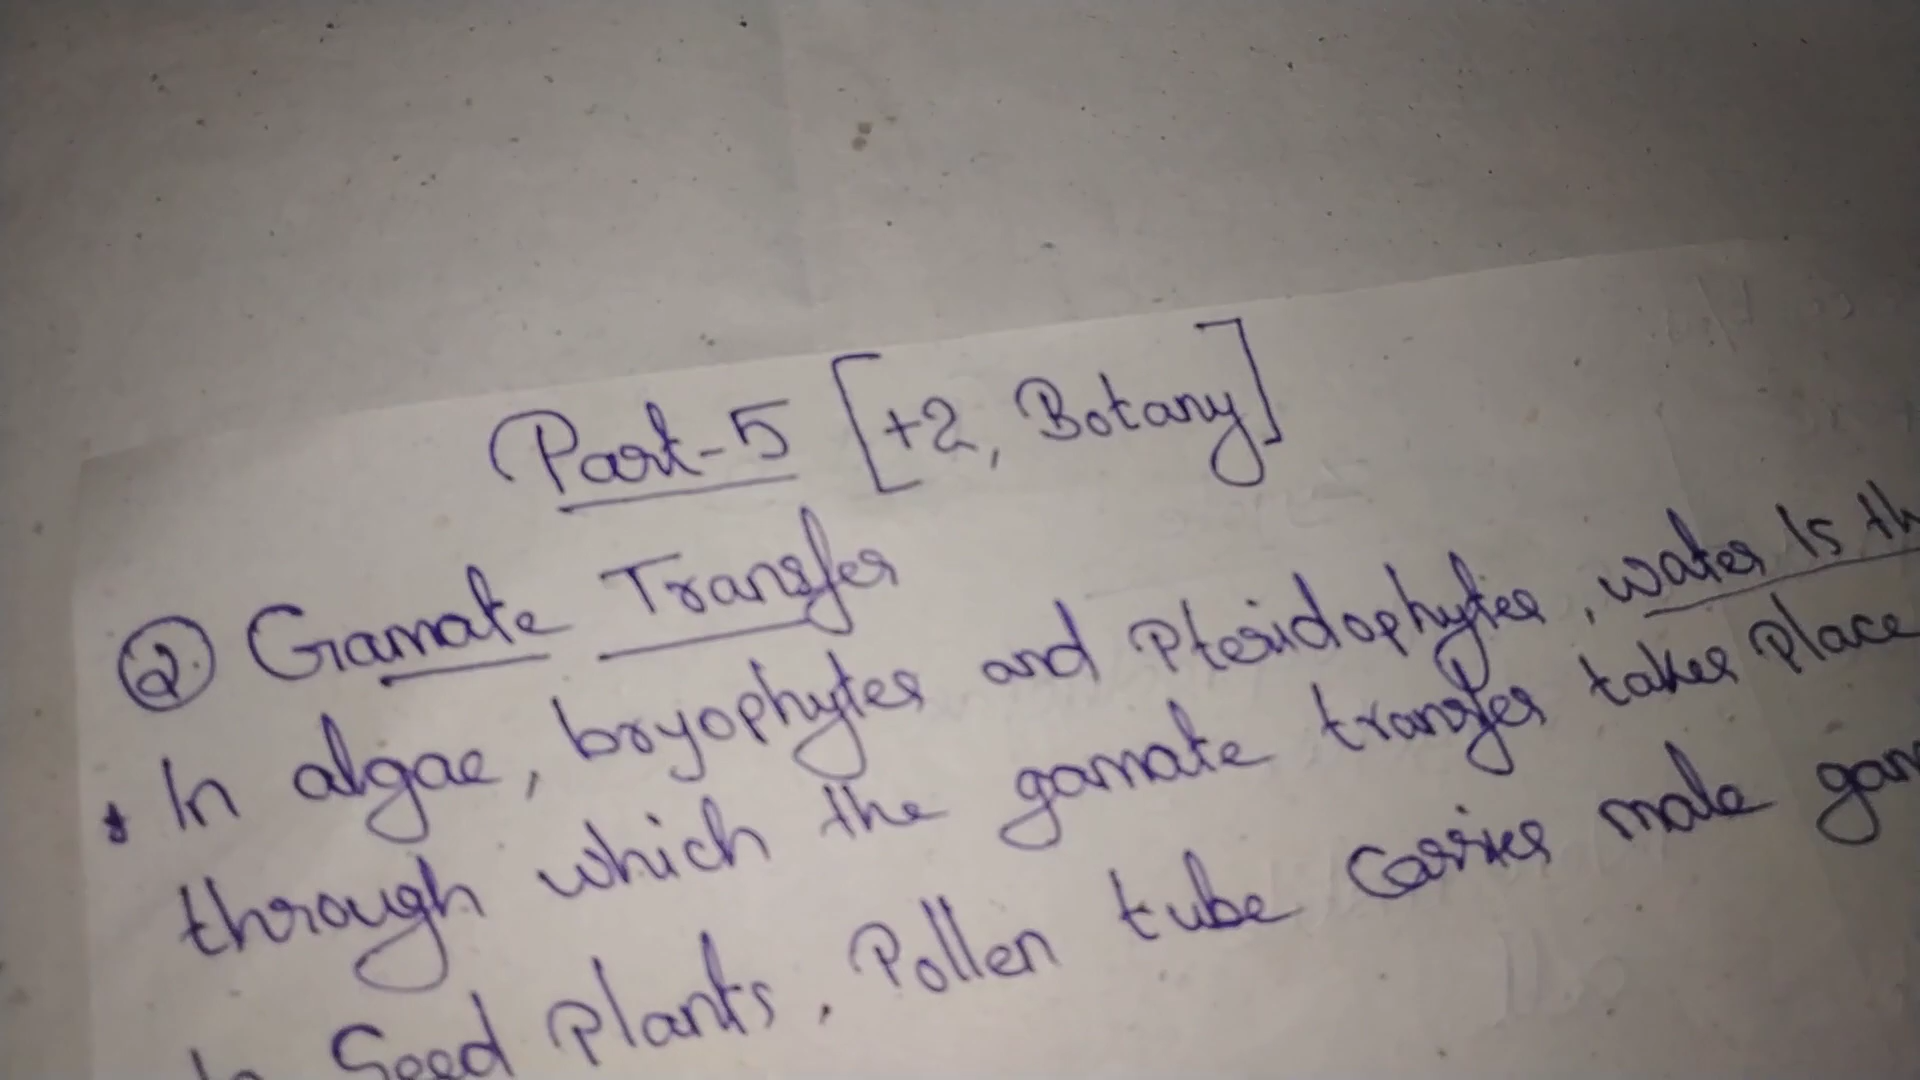 Part-5 [+2, Botany]
② Gamate Transfer
In algae, bryophytes and Pteridophytes, water is th
through which the gamate transfer takes place
In Seed Plants, Pollen tube carries male gam